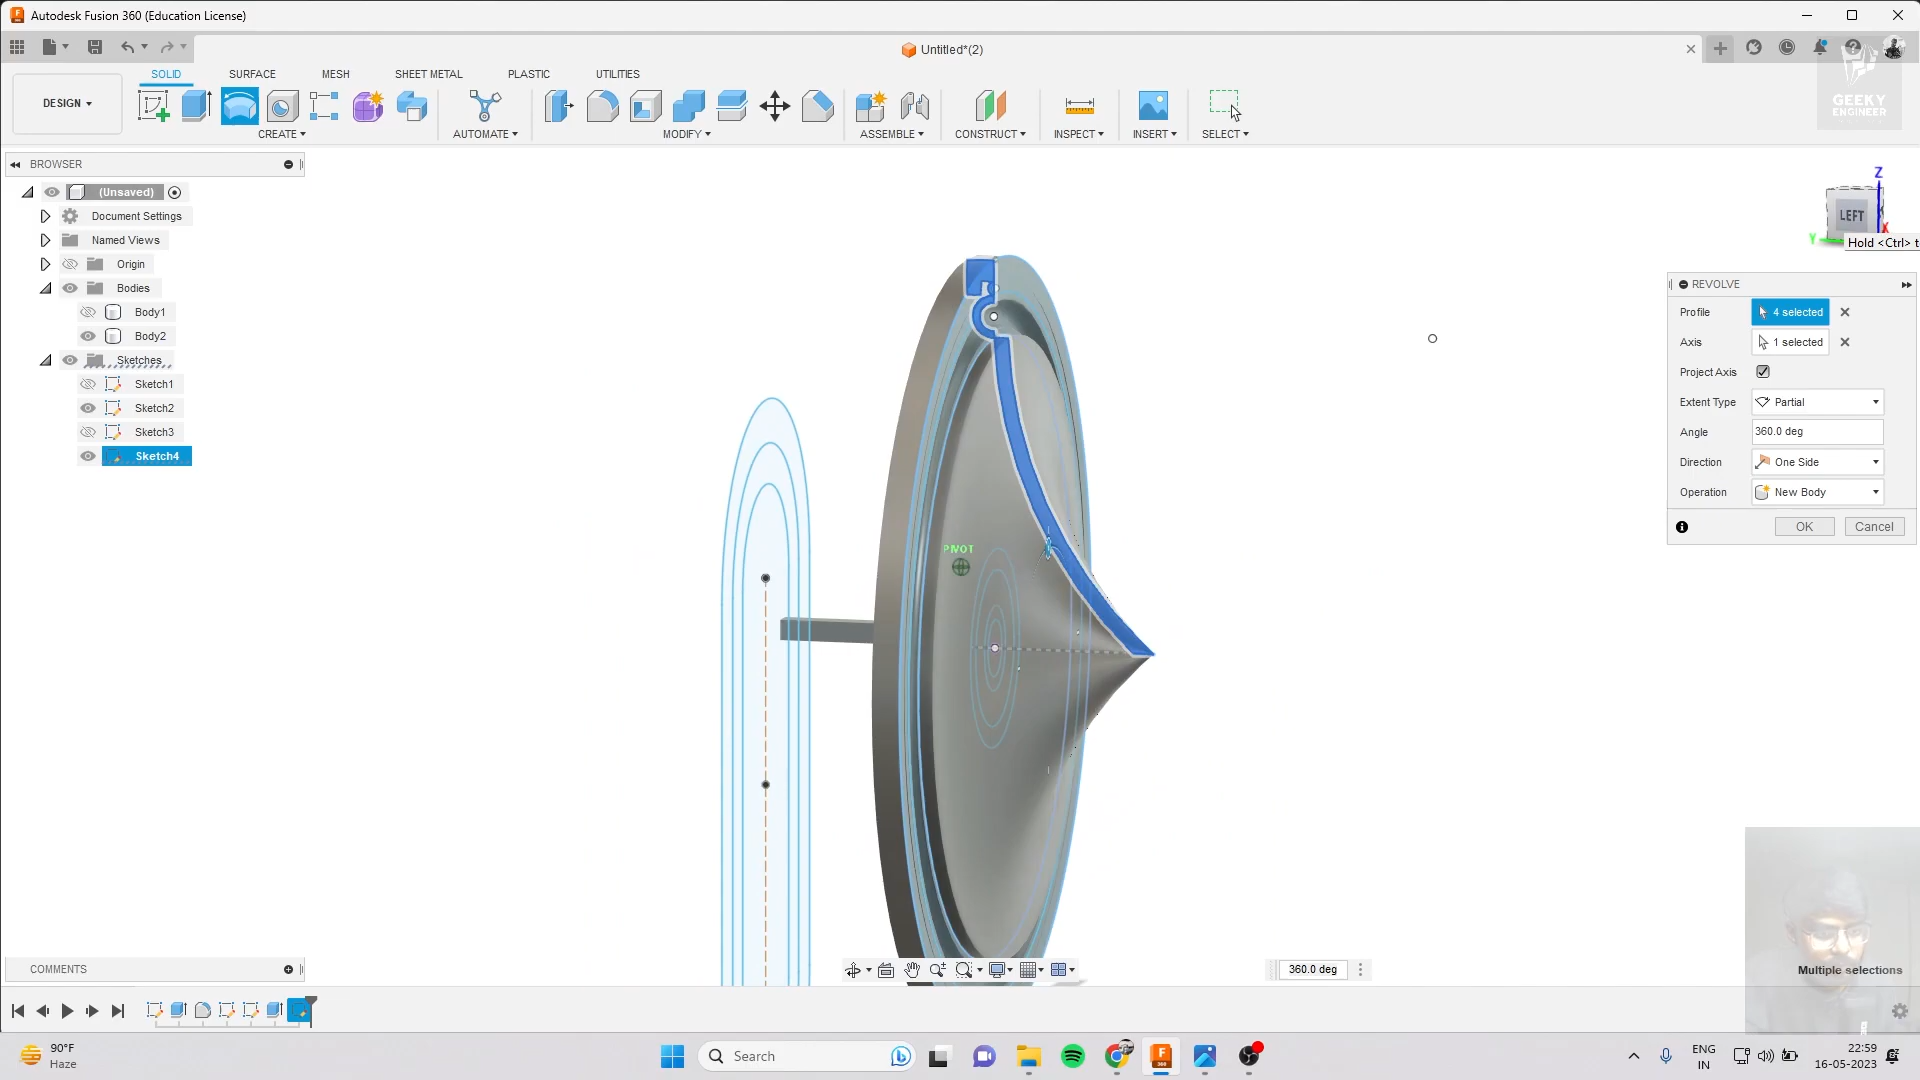 Autodesk Fusion 360 (Education License)
Untitled*(2)
SOLID SURFACE MESH SHEET METAL PLASTIC UTILITIES
DESIGN
CREATE AUTOMATE MODIFY ASSEMBLE CONSTRUCT INSPECT INSERT SELECT
GEEKY
ENGINEER
BROWSER
(Unsaved)
Document Settings
Named Views
Origin
Bodies
Body1
Body2
Sketches
Sketch1
Sketch2
Sketch3
Sketch4
Z
LEFT
Y X
Hold <Ctrl> t
REVOLVE
Profile 4 selected
Axis 1 selected
Project Axis
Extent Type Partial
Angle 360.0 deg
Direction One Side
Operation New Body
OK Cancel
PIVOT
COMMENTS
360.0 deg
Multiple selections
90°F
Haze
Search
ENG
IN
22:59
16-05-2023